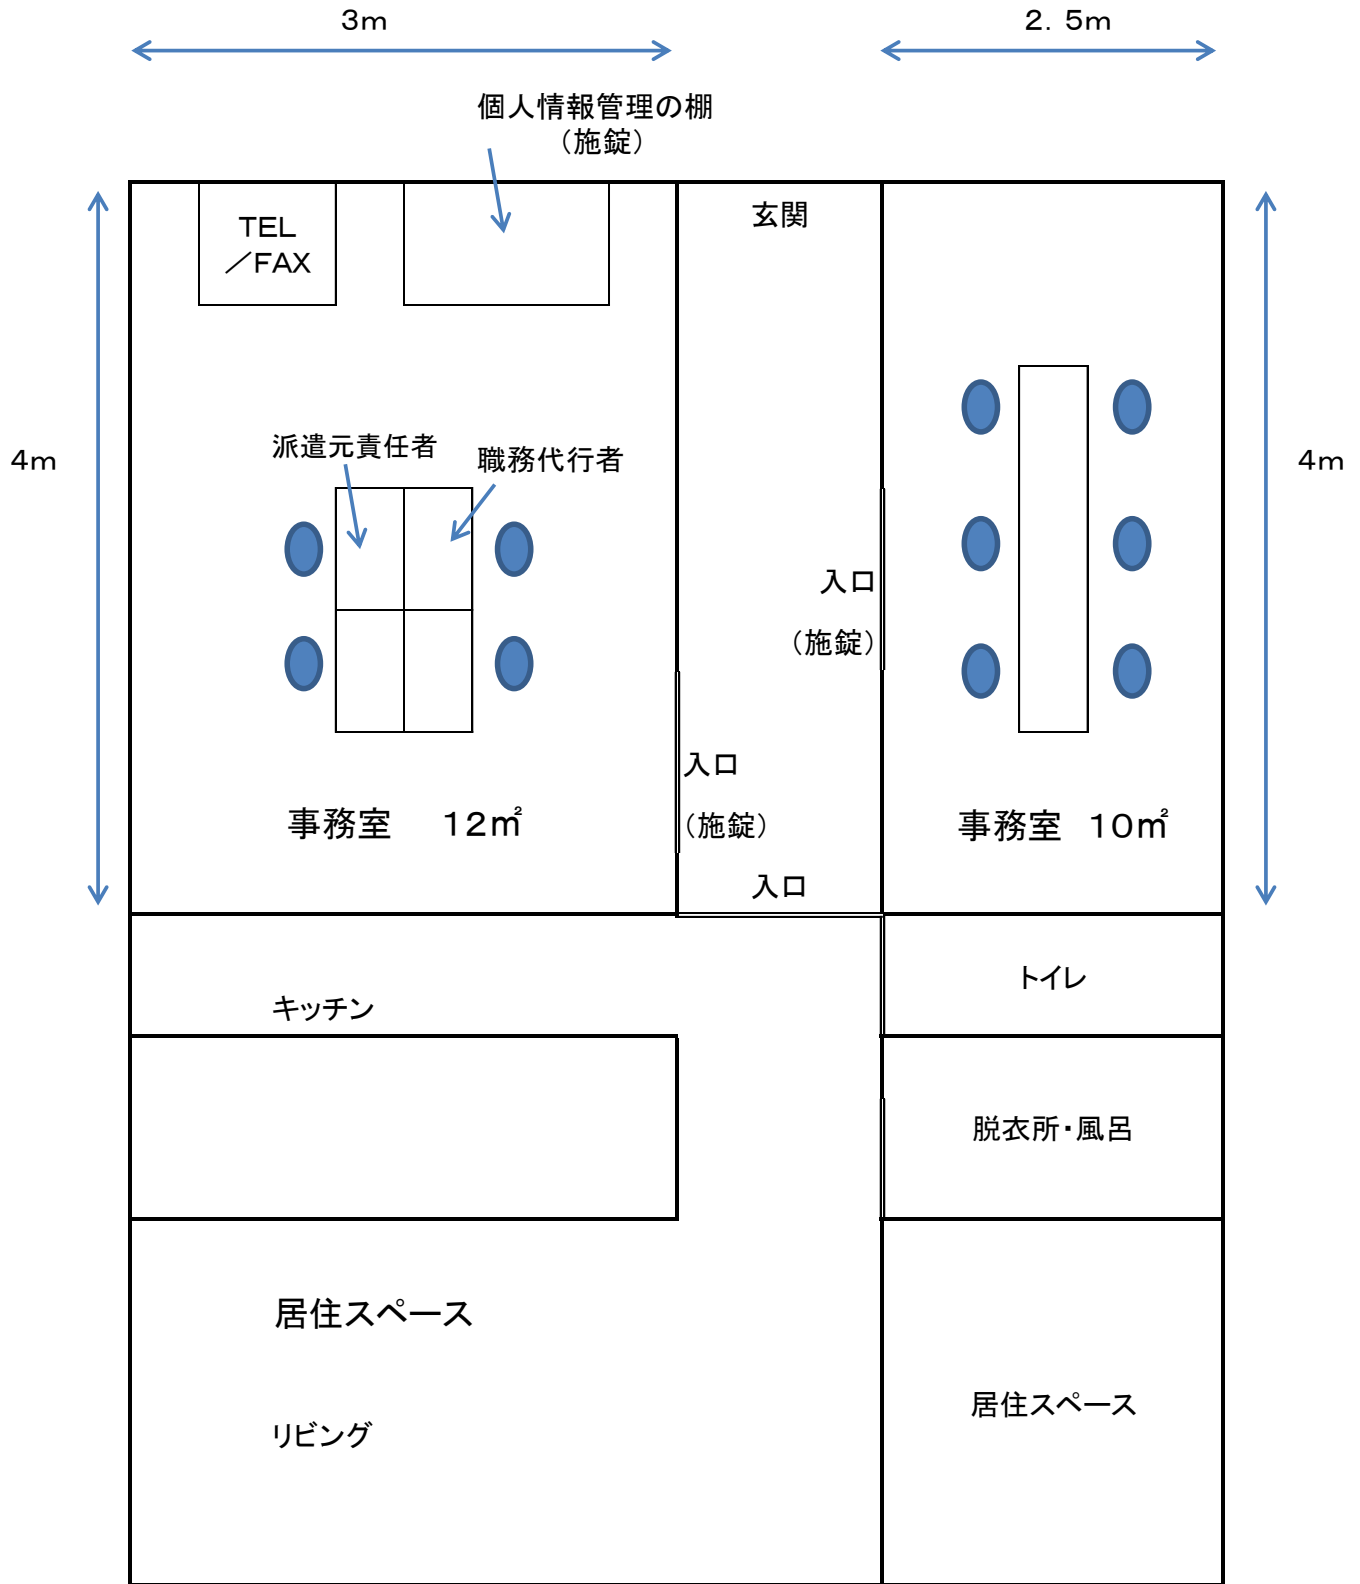 3m
2．5m
個人情報管理の棚
（施錠）
TEL
／FAX
玄関
4m
派遣元責任者
職務代行者
4m
入口
（施錠）
入口
（施錠）
事務室　12㎡
事務室　10㎡
入口
キッチン
トイレ
脱衣所・風呂
居住スペース
リビング
居住スペース